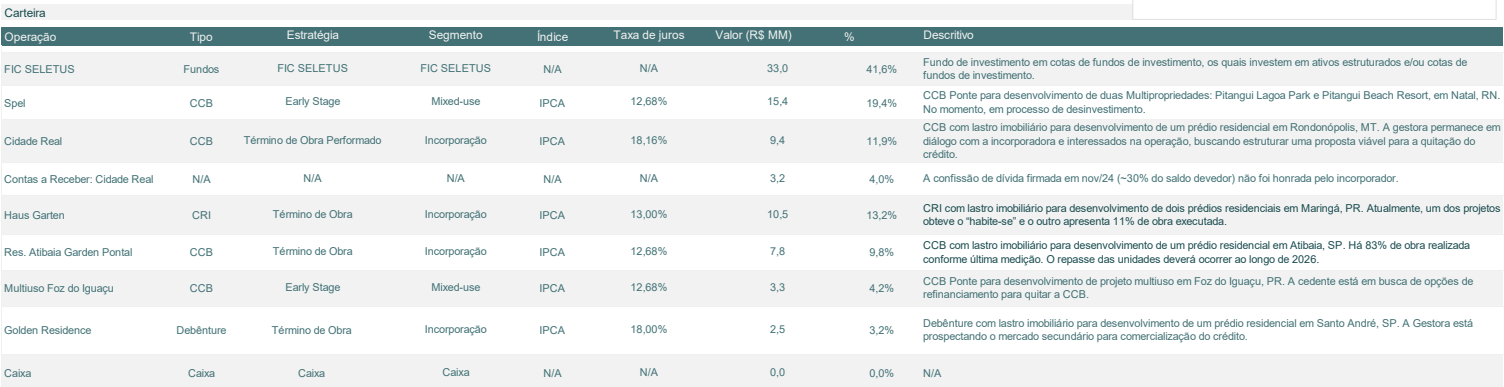 Carteira
Operação Tipo Estratégia Segmento Índice Taxa de juros Valor (R$ MM) % Descritivo
FIC SELETUS Fundos FIC SELETUS FIC SELETUS N/A N/A 33,0 41,6% Fundo de investimento em cotas de fundos de investimento, os quais investem em ativos estruturados e/ou cotas de
fundos de investimento.
Spel CCB Early Stage Mixed-use IPCA 12,68% 15,4 19,4% CCB Ponte para desenvolvimento de duas Multipropriedades: Pitangui Lagoa Park e Pitangui Beach Resort, em Natal, RN.
No momento, em processo de desinvestimento.
Cidade Real CCB Término de Obra Performado Incorporação IPCA 18,16% 9,4 11,9% CCB com lastro imobiliário para desenvolvimento de um prédio residencial em Rondonópolis, MT. A gestora permanece em
diálogo com a incorporadora e interessados na operação, buscando estruturar uma proposta viável para a quitação do
crédito.
Contas a Receber: Cidade Real N/A N/A N/A N/A N/A 3,2 4,0% A confissão de dívida firmada em nov/24 (~30% do saldo devedor) não foi honrada pelo incorporador.
Haus Garten CRI Término de Obra Incorporação IPCA 13,00% 10,5 13,2% CRI com lastro imobiliário para desenvolvimento de dois prédios residenciais em Maringá, PR. Atualmente, um dos projetos
obteve o “habite-se” e o outro apresenta 11% de obra executada.
Res. Atibaia Garden Pontal CCB Término de Obra Incorporação IPCA 12,68% 7,8 9,8% CCB com lastro imobiliário para desenvolvimento de um prédio residencial em Atibaia, SP. Há 83% de obra realizada
conforme última medição. O repasse das unidades deverá ocorrer ao longo de 2026.
Multiuso Foz do Iguaçu CCB Early Stage Mixed-use IPCA 12,68% 3,3 4,2% CCB Ponte para desenvolvimento de projeto multiuso em Foz do Iguaçu, PR. A cedente está em busca de opções de
refinanciamento para quitar a CCB.
Golden Residence Debênture Término de Obra Incorporação IPCA 18,00% 2,5 3,2% Debênture com lastro imobiliário para desenvolvimento de um prédio residencial em Santo André, SP. A Gestora está
prospectando o mercado secundário para comercialização do crédito.
Caixa Caixa Caixa Caixa N/A N/A 0,0 0,0% N/A